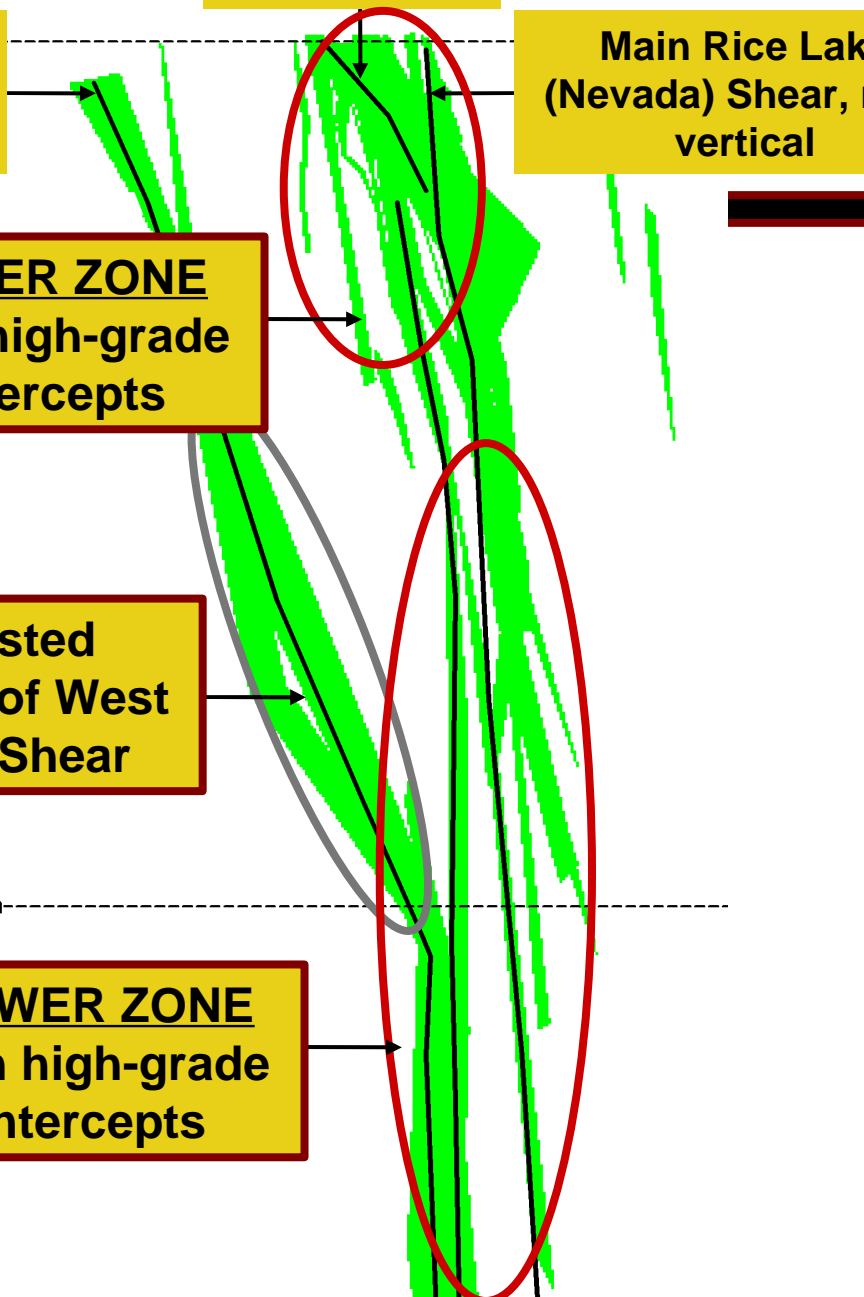 Main Rice Lak
(Nevada) Shear,
vertical
ER ZONE
high-grade
ercepts
sted
of West
Shear
WER ZONE
high-grade
ntercepts